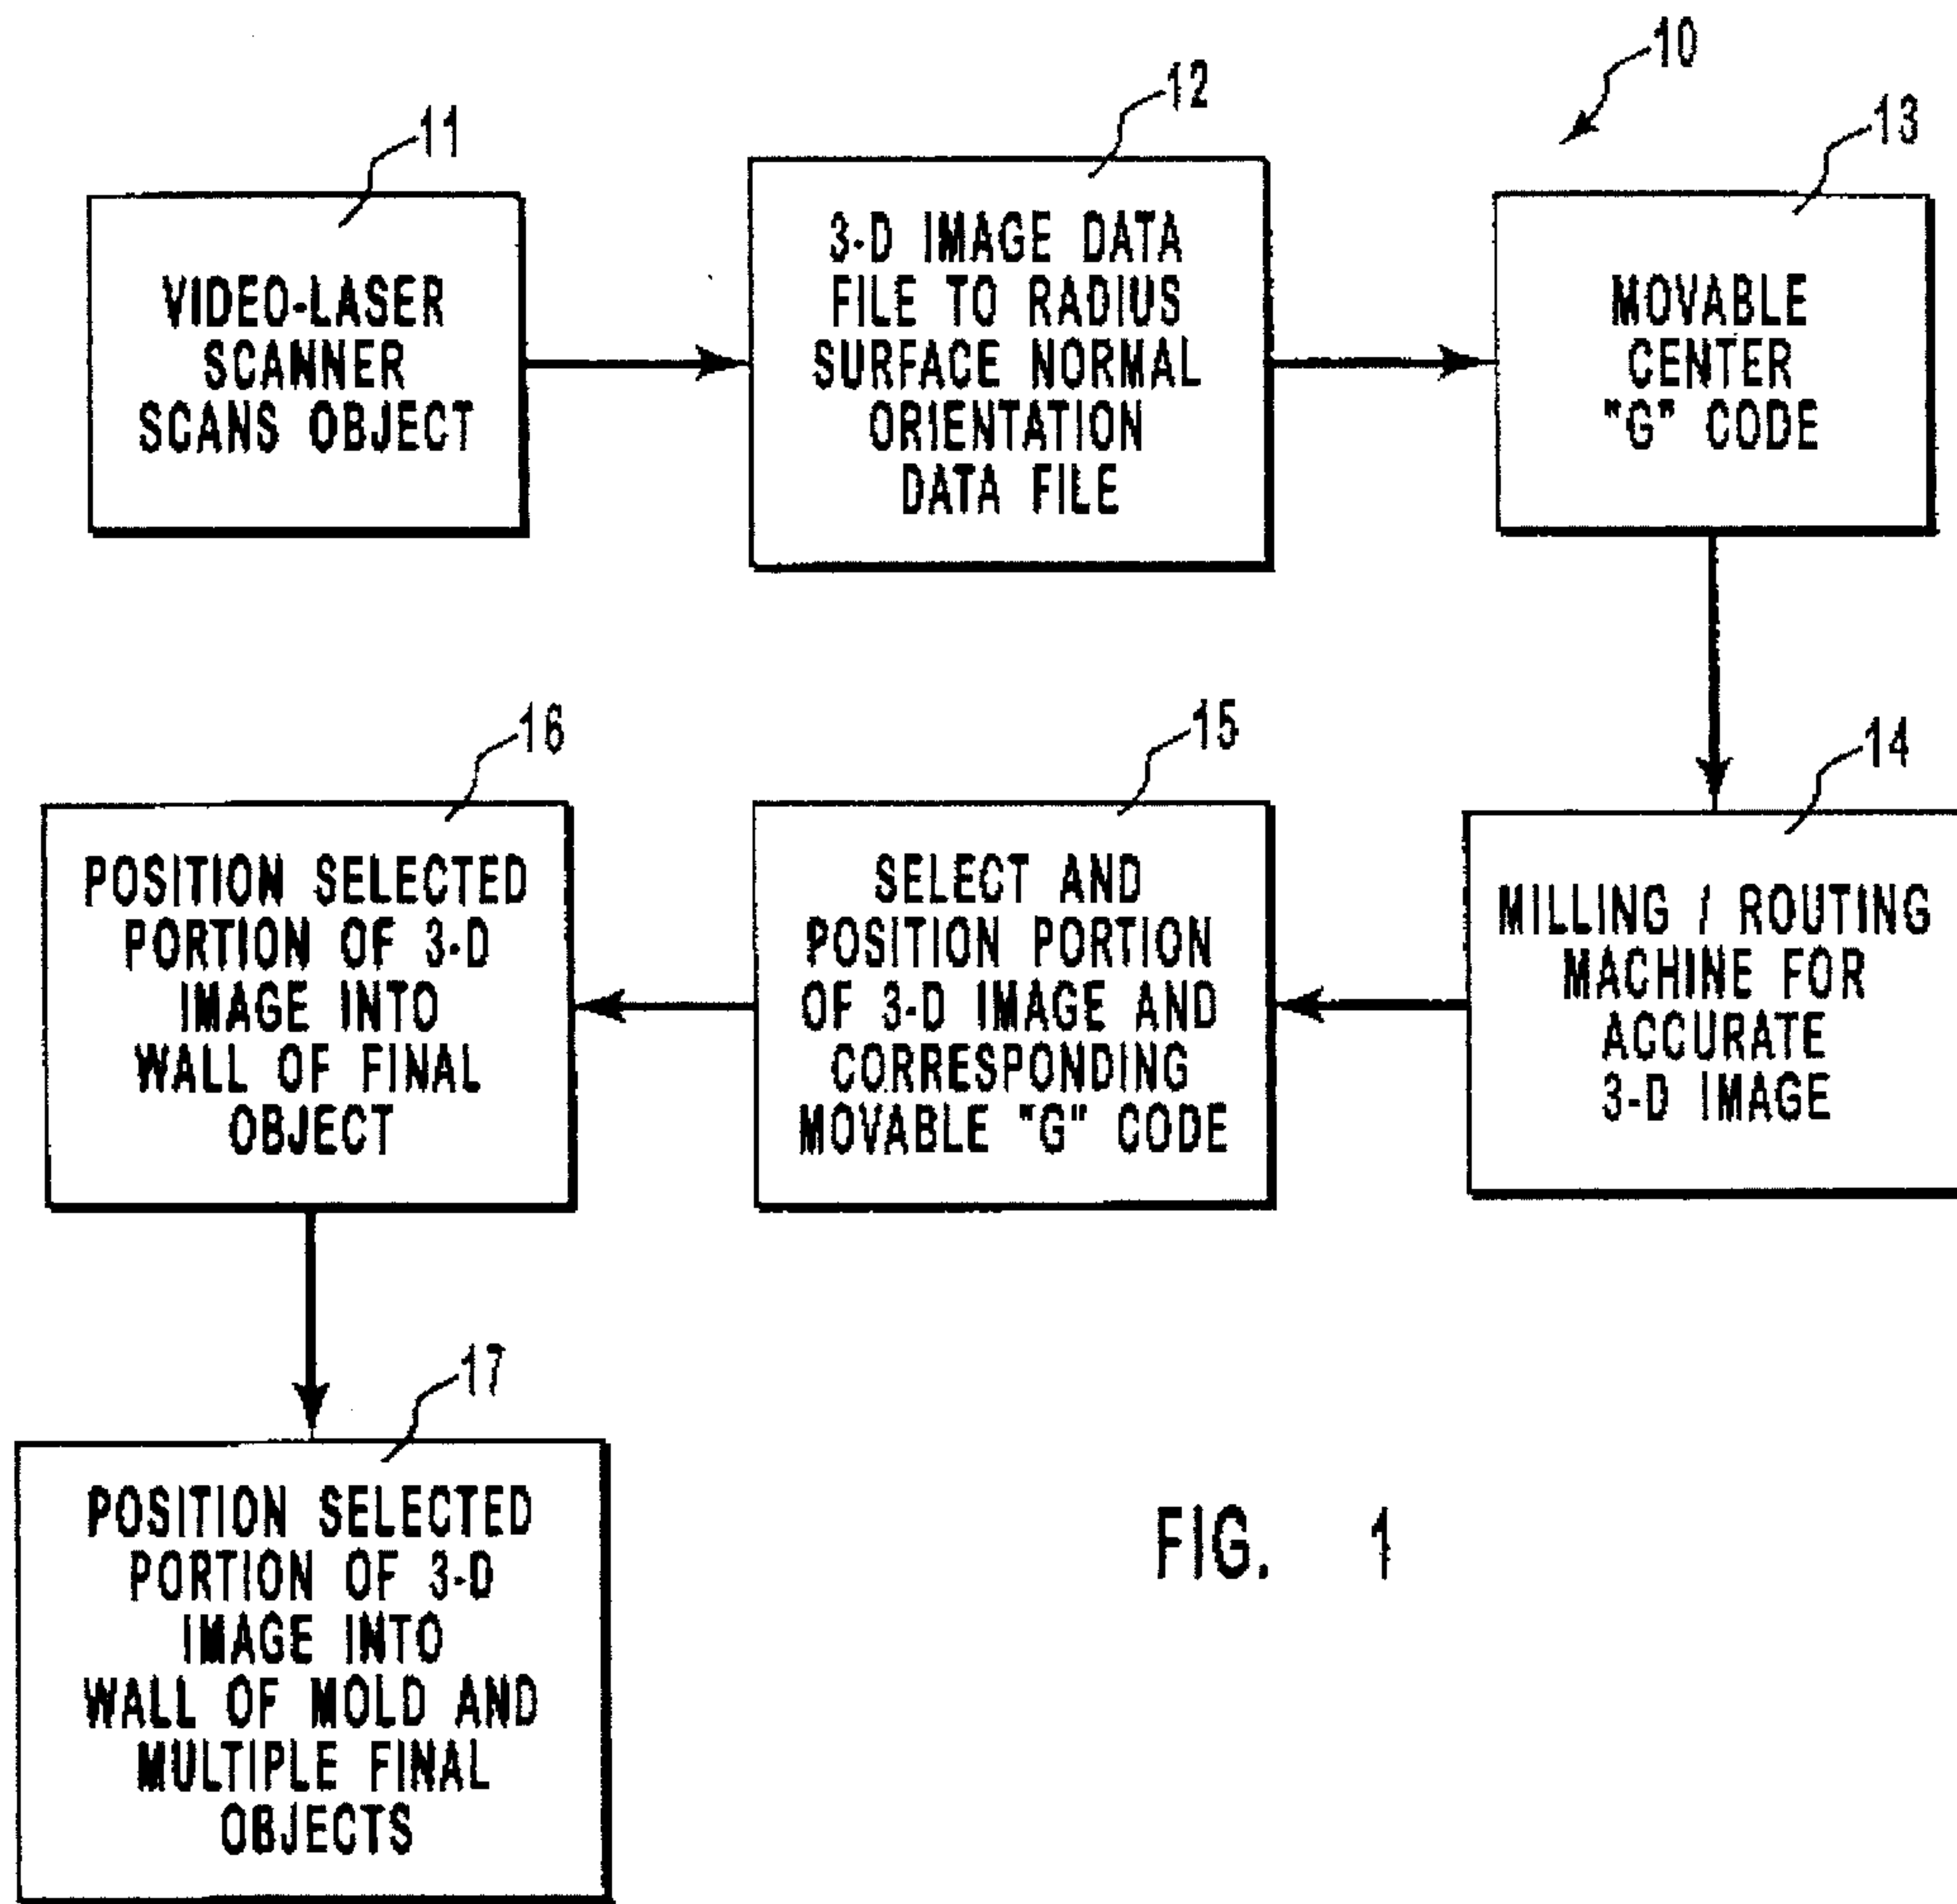 10
11
VIDEO-LASER
SCANNER
SCANS OBJECT
12
3-D IMAGE DATA
FILE TO RADIUS
SURFACE NORMAL
ORIENTATION
DATA FILE
13
MOVABLE
CENTER
"G" CODE
14
MILLING / ROUTING
MACHINE FOR
ACCURATE
3-D IMAGE
15
SELECT AND
POSITION PORTION
OF 3-D IMAGE AND
CORRESPONDING
MOVABLE "G" CODE
16
POSITION SELECTED
PORTION OF 3-D
IMAGE INTO
WALL OF FINAL
OBJECT
17
POSITION SELECTED
PORTION OF 3-D
IMAGE INTO
WALL OF MOLD AND
MULTIPLE FINAL
OBJECTS
FIG. 1